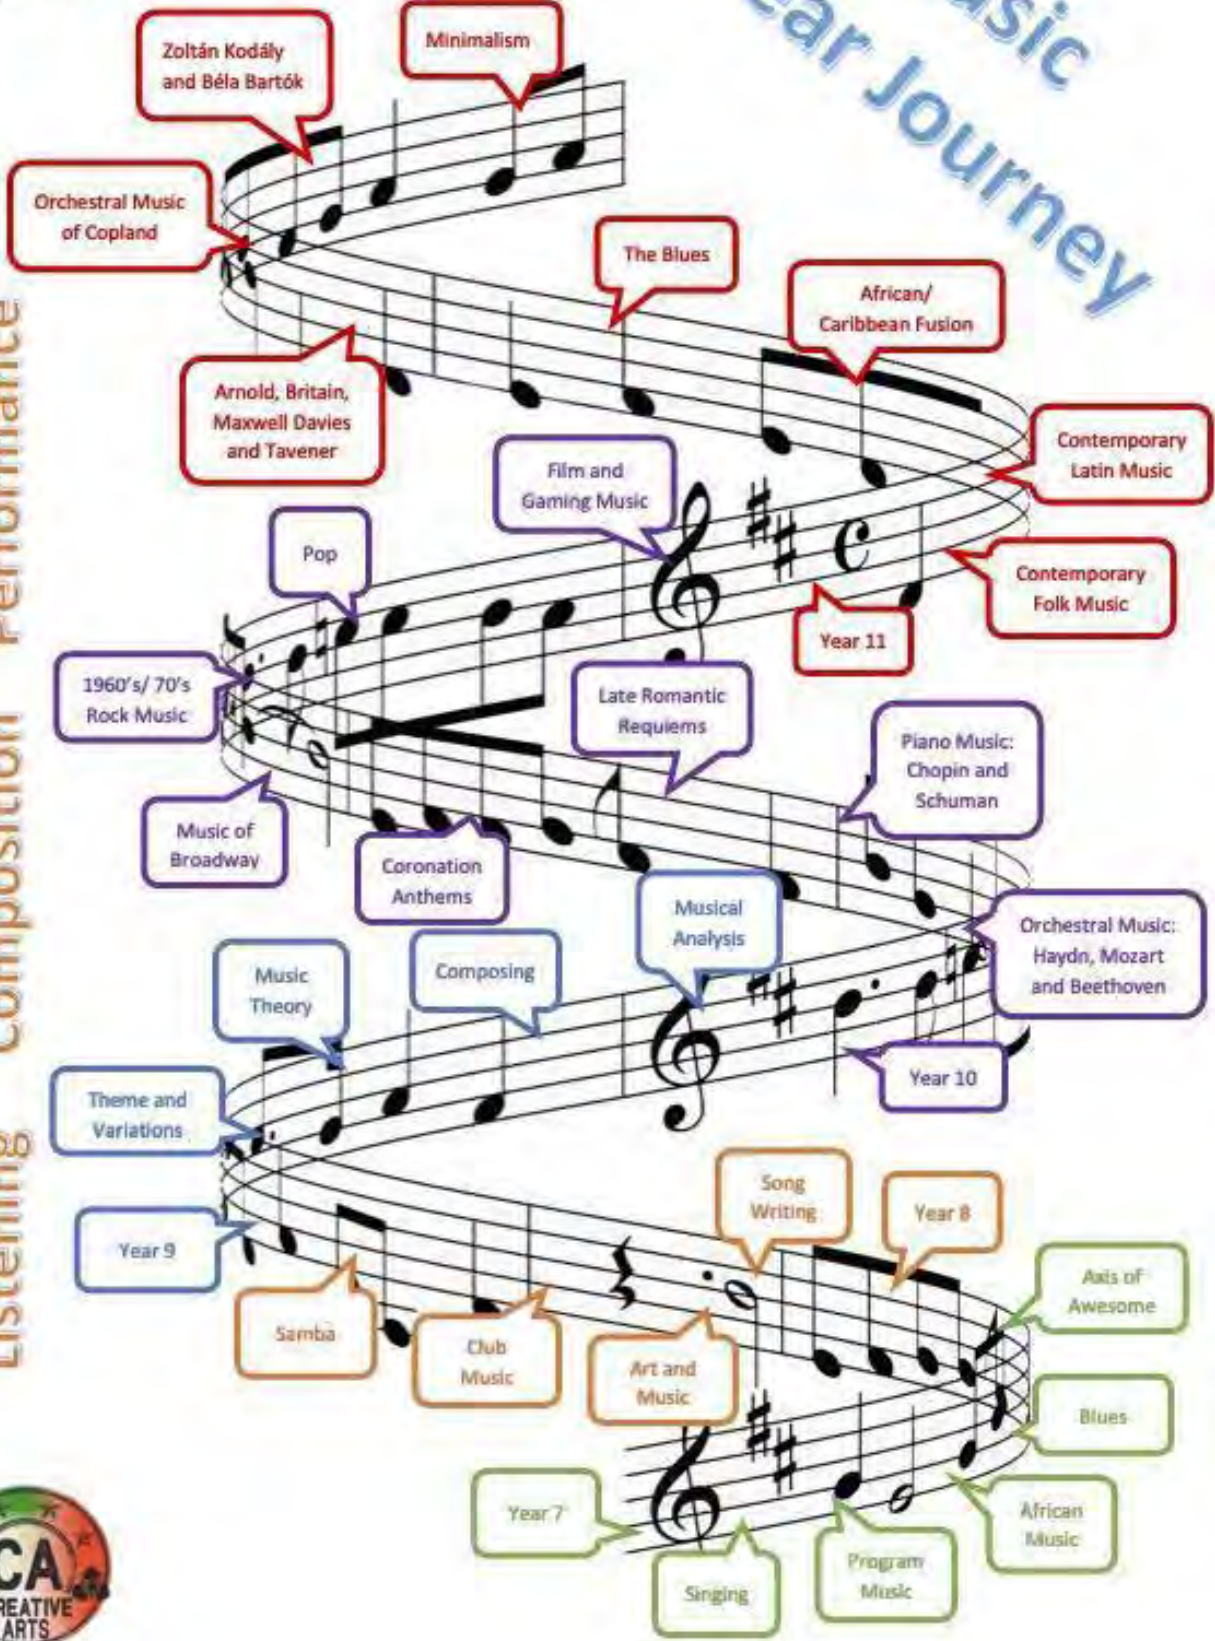 Journey
Zoltán Kodály
and Béla Bartók
Minimalism
Orchestral Music
of Copland
The Blues
African/
Caribbean Fusion
Arnold, Britain,
Maxwell Davies
and Tavener
Contemporary
Latin Music
Film and
Gaming Music
Pop
Contemporary
Folk Music
Year 11
1960's/ 70's
Rock Music
Late Romantic
Requiems
Piano Music:
Chopin and
Schuman
Music of
Broadway
Coronation
Anthems
Musical
Analysis
Orchestral Music:
Haydn, Mozart
and Beethoven
Music
Theory
Composing
Year 10
Theme and
Variations
Song
Writing
Year 8
Year 9
Axis of
Awesome
Samba
Club
Music
Art and
Music
Blues
Year 7
African
Music
Program
Music
Singing
Listening Composition Performance
CA
CREATIVE
ARTS